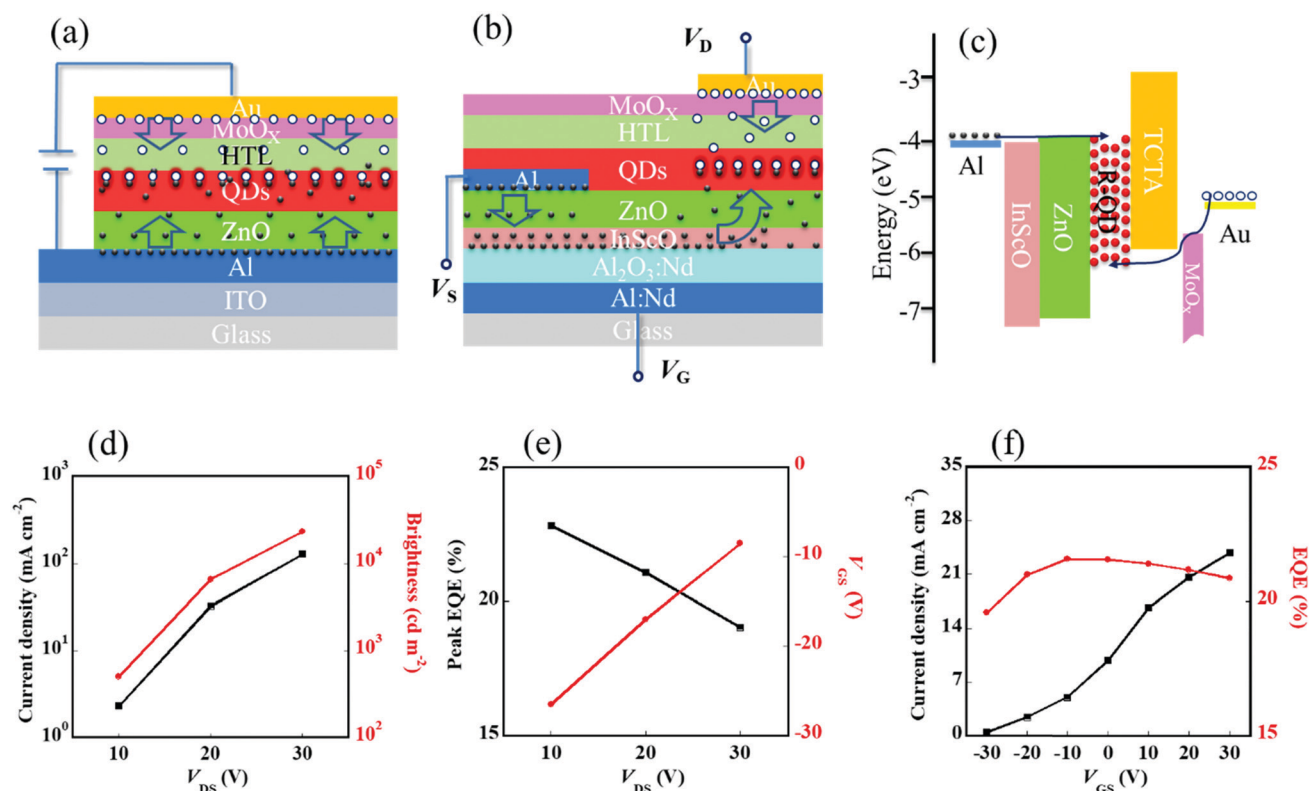 (a)
Au
MoOX
HTL
QDs
ZnO
Al
ITO
Glass
(b)
VD
Au
MoOX
HTL
QDs
Al
ZnO
InScO
Al2O3:Nd
Al:Nd
Glass
VS
VG
(c)
Energy (eV)
-3
-4
-5
-6
-7
Al
InScO
ZnO
RQD
TCTA
MoOx
Au
(d)
Current density (mA cm-2)
103
102
101
100
10 20 30
VDS (V)
105
104
103
102
Brightness (cd m-2)
(e)
Peak EQE (%)
25
20
15
10 20 30
VDS (V)
0
-10
-20
-30
VGS (V)
(f)
Current density (mA cm-2)
35
28
21
14
7
0
-30 -20 -10 0 10 20 30
VGS (V)
25
20
15
EQE (%)